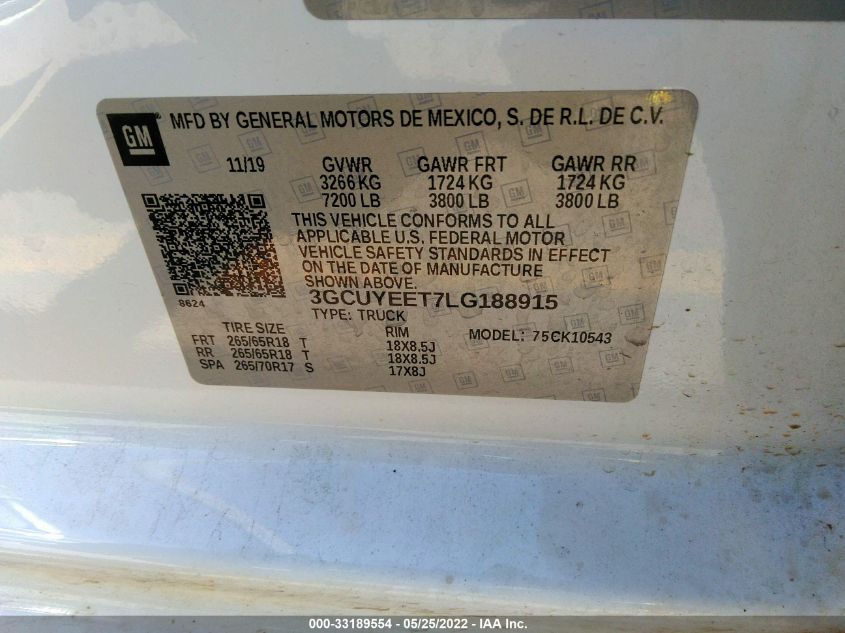 GM MFD BY GENERAL MOTORS DE MEXICO, S. DE R.L. DE C.V.
11/19 GVWR GAWR FRT GAWR RR
3266 KG 1724 KG 1724 KG
7200 LB 3800 LB 3800 LB
THIS VEHICLE CONFORMS TO ALL
APPLICABLE U.S. FEDERAL MOTOR
VEHICLE SAFETY STANDARDS IN EFFECT
ON THE DATE OF MANUFACTURE
SHOWN ABOVE.
8624
3GCUYEET7LG188915
TYPE: TRUCK
TIRE SIZE RIM MODEL: 75CK10543
FRT 265/65R18 T 18X8.5J
RR 265/65R18 T 18X8.5J
SPA 265/70R17 S 17X8J
000-33189554 — 05/25/2022 — IAA Inc.